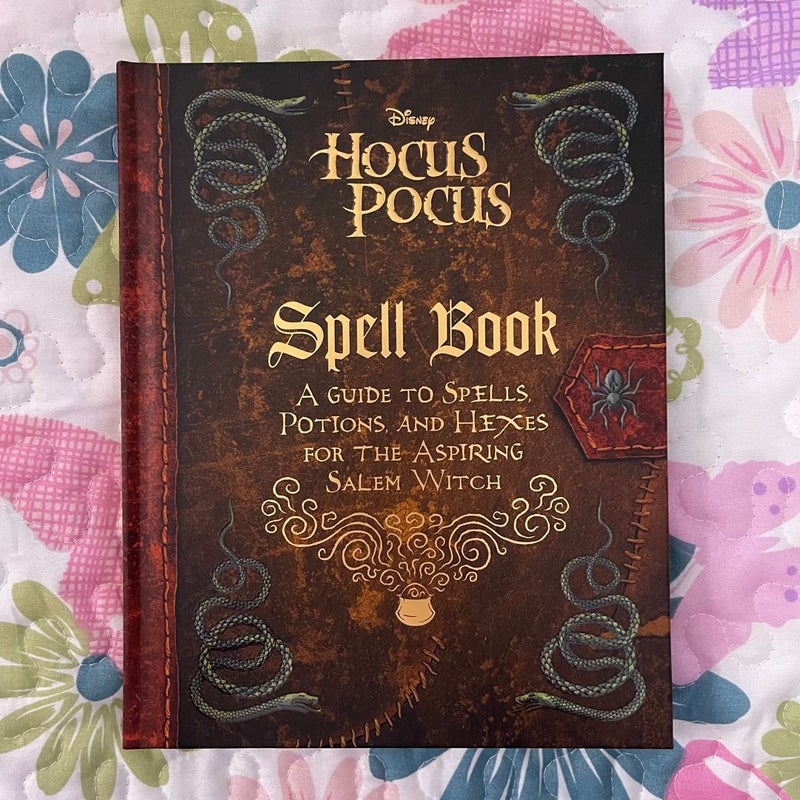 Disney
Hocus
Pocus
Spell Book
A Guide to Spells,
Potions, and Hexes
for the Aspiring
Salem Witch